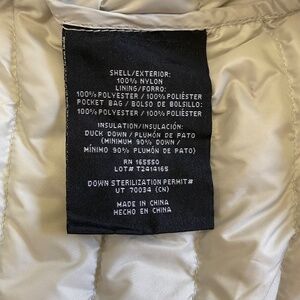 SHELL/EXTERIOR:
100% NYLON
LINING/FORRO:
100% POLYESTER / 100% POLIÉSTER
POCKET BAG / BOLSO DE BOLSILLO:
100% POLYESTER / 100% POLIÉSTER
INSULATION/INSULACIÓN:
DUCK DOWN / PLUMÓN DE PATO
(MINIMUM 90% DOWN /
MÍNIMO 90% PLUMÓN DE PATO)
RN 165550
LOT# T2414165
DOWN STERILIZATION PERMIT#
UT 70034 (CN)
MADE IN CHINA
HECHO EN CHINA